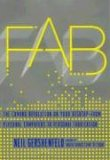 FAB
THE COMING REVOLUTION ON YOUR DESKTOP—FROM
PERSONAL COMPUTERS TO PERSONAL FABRICATION
NEIL GERSHENFELD